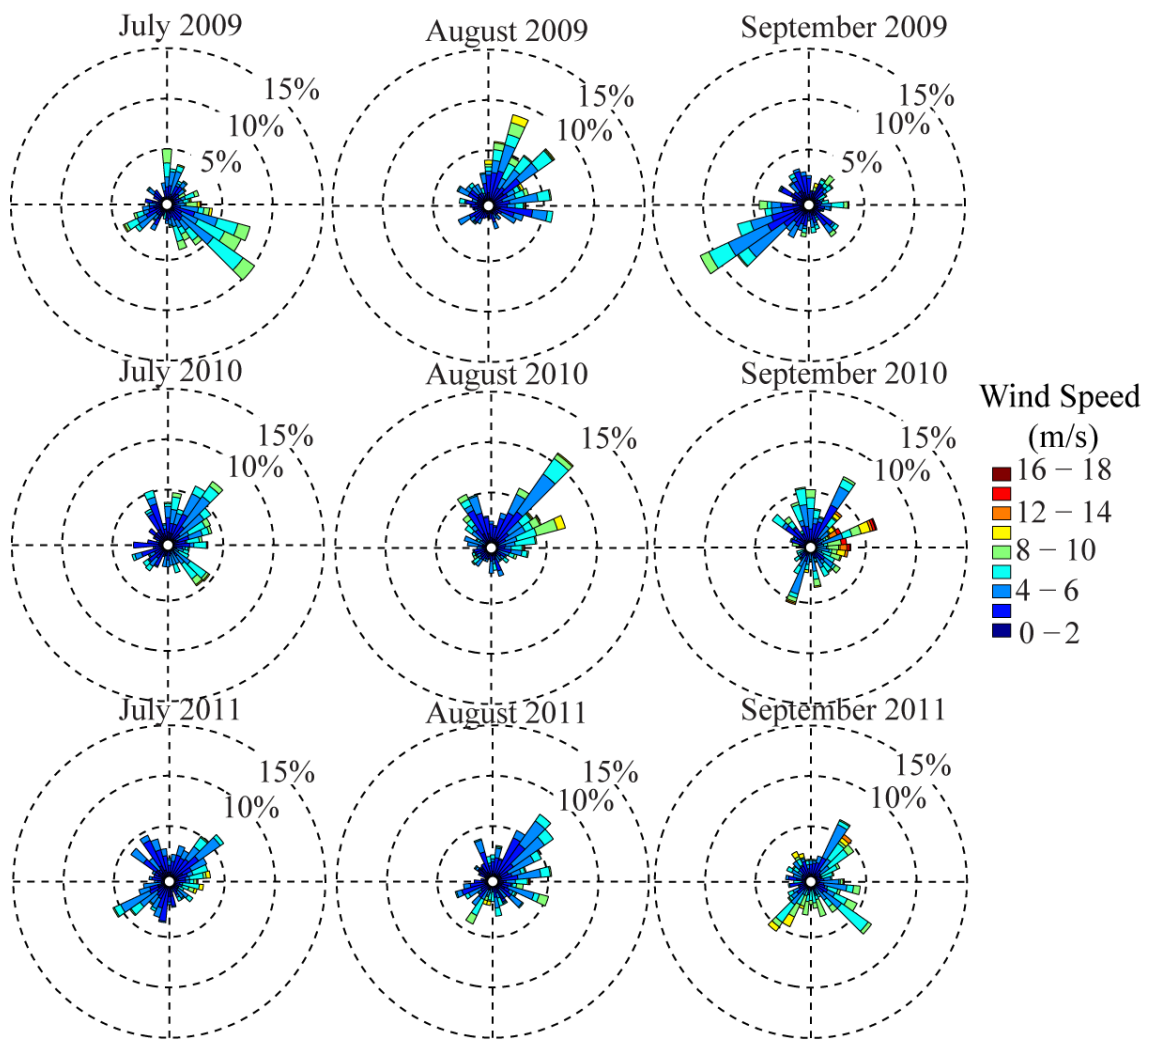 July 2009
August 2009
September 2009
15%
10%
5%
15%
10%
15%
10%
5%
July 2010
August 2010
September 2010
15%
10%
15%
15%
10%
Wind Speed
(m/s)
16 − 18
12 − 14
8 − 10
4 − 6
0 − 2
July 2011
August 2011
September 2011
15%
10%
15%
10%
15%
10%